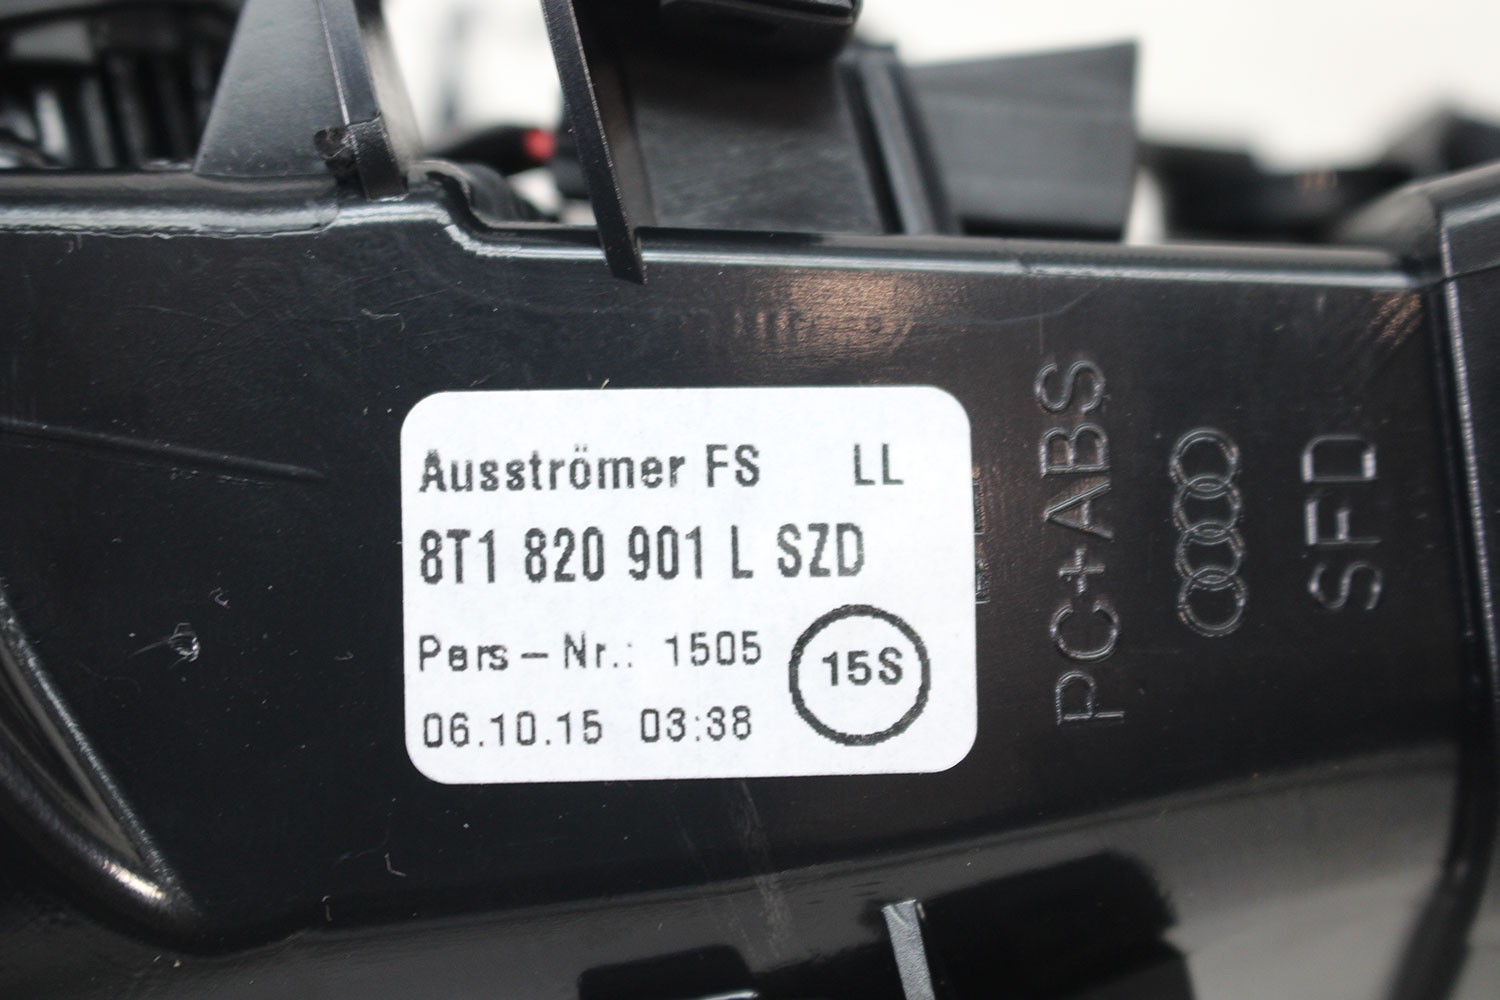 Ausströmer FS LL
8T1 820 901 L SZD
Pers-Nr.: 1505
15S
06.10.15 03:38
PC+ABS
SFD